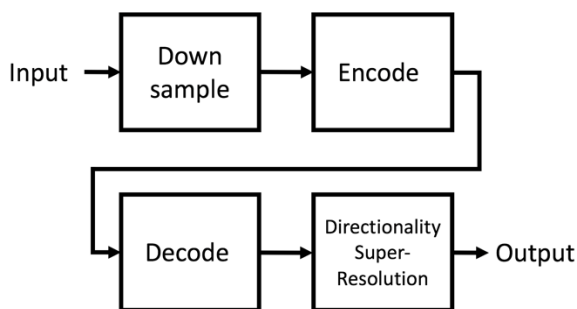 Input
Down
sample
Encode
Decode
Directionality
Super-
Resolution
Output